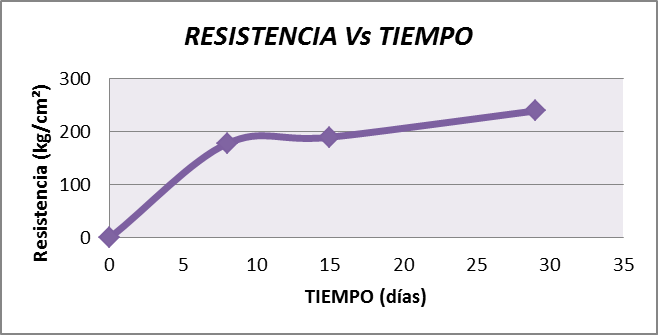 RESISTENCIA Vs TIEMPO
300
200
100
0
Resistencia (kg/cm²)
0 5 10 15 20 25 30 35
TIEMPO (días)